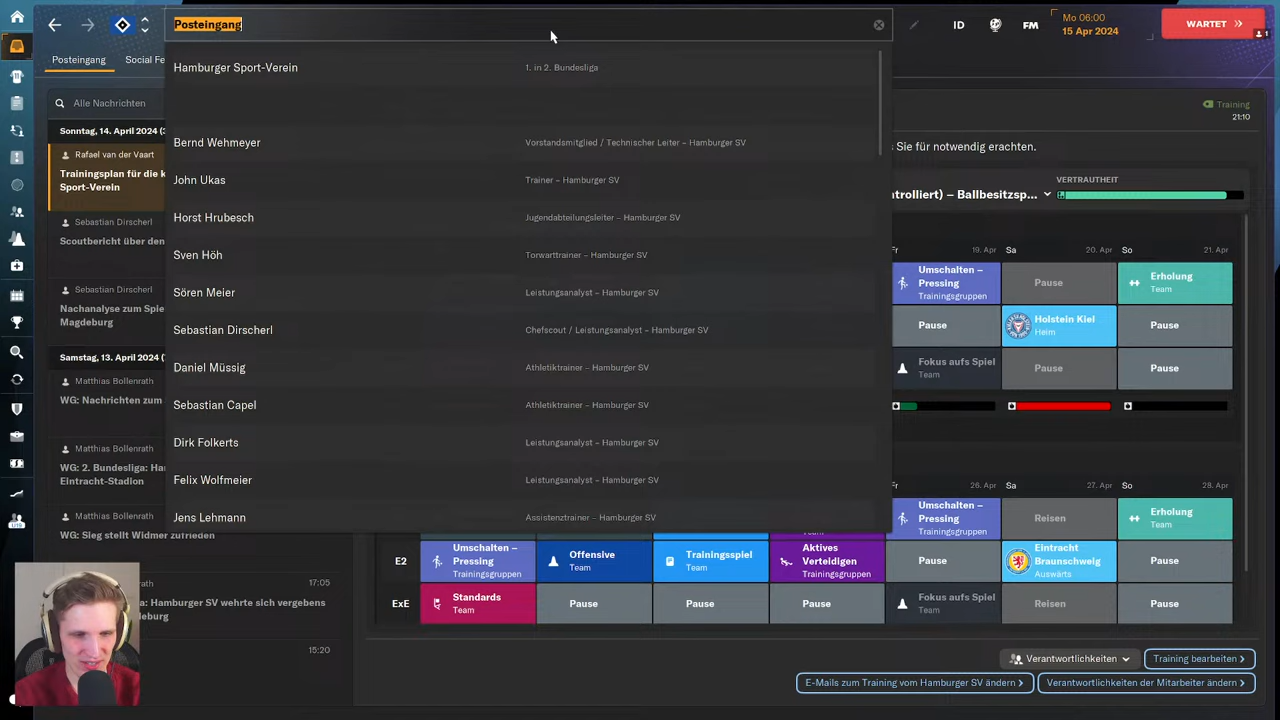 Posteingang
ID
FM
Mo 06:00
15 Apr 2024
WARTET
1
Posteingang
Social Fe
Hamburger Sport-Verein
1. in 2. Bundesliga
Bernd Wehmeyer
Vorstandsmitglied / Technischer Leiter – Hamburger SV
John Ukas
Trainer – Hamburger SV
Horst Hrubesch
Jugendabteilungsleiter – Hamburger SV
Sven Höh
Torwarttrainer – Hamburger SV
Sören Meier
Leistungsanalyst – Hamburger SV
Sebastian Dirscherl
Chefscout / Leistungsanalyst – Hamburger SV
Daniel Müssig
Athletiktrainer – Hamburger SV
Sebastian Capel
Athletiktrainer – Hamburger SV
Dirk Folkerts
Leistungsanalyst – Hamburger SV
Felix Wolfmeier
Leistungsanalyst – Hamburger SV
Jens Lehmann
Assistenztrainer – Hamburger SV
Alle Nachrichten
Sonntag, 14. April 2024 (3
Rafael van der Vaart
Trainingsplan für die k
Sport-Verein
Sebastian Dirscherl
Scoutbericht über den
Sebastian Dirscherl
Nachanalyse zum Spie
Magdeburg
Samstag, 13. April 2024 (7
Matthias Bollenrath
WG: Nachrichten zum
Matthias Bollenrath
WG: 2. Bundesliga: Ha
Eintracht-Stadion
Matthias Bollenrath
WG: Sieg stellt Widmer zufrieden
nrath
17:05
a: Hamburger SV wehrte sich vergebens
eburg
15:20
Training
21:10
s Sie für notwendig erachten.
ntrolliert) – Ballbesitzsp...
VERTRAUTHEIT
Fr
19. Apr
Sa
20. Apr
So
21. Apr
Umschalten –
Pressing
Trainingsgruppen
Pause
Erholung
Team
Pause
Holstein Kiel
Heim
Pause
Fokus aufs Spiel
Team
Pause
Pause
26. Apr
Sa
27. Apr
So
28. Apr
Umschalten –
Pressing
Trainingsgruppen
Reisen
Erholung
Team
E2
Umschalten –
Pressing
Trainingsgruppen
Offensive
Team
Trainingsspiel
Team
Aktives
Verteidigen
Trainingsgruppen
Pause
Eintracht
Braunschweig
Auswärts
Pause
ExE
Standards
Team
Pause
Pause
Pause
Fokus aufs Spiel
Team
Reisen
Pause
Verantwortlichkeiten
Training bearbeiten
E-Mails zum Training vom Hamburger SV ändern
Verantwortlichkeiten der Mitarbeiter ändern